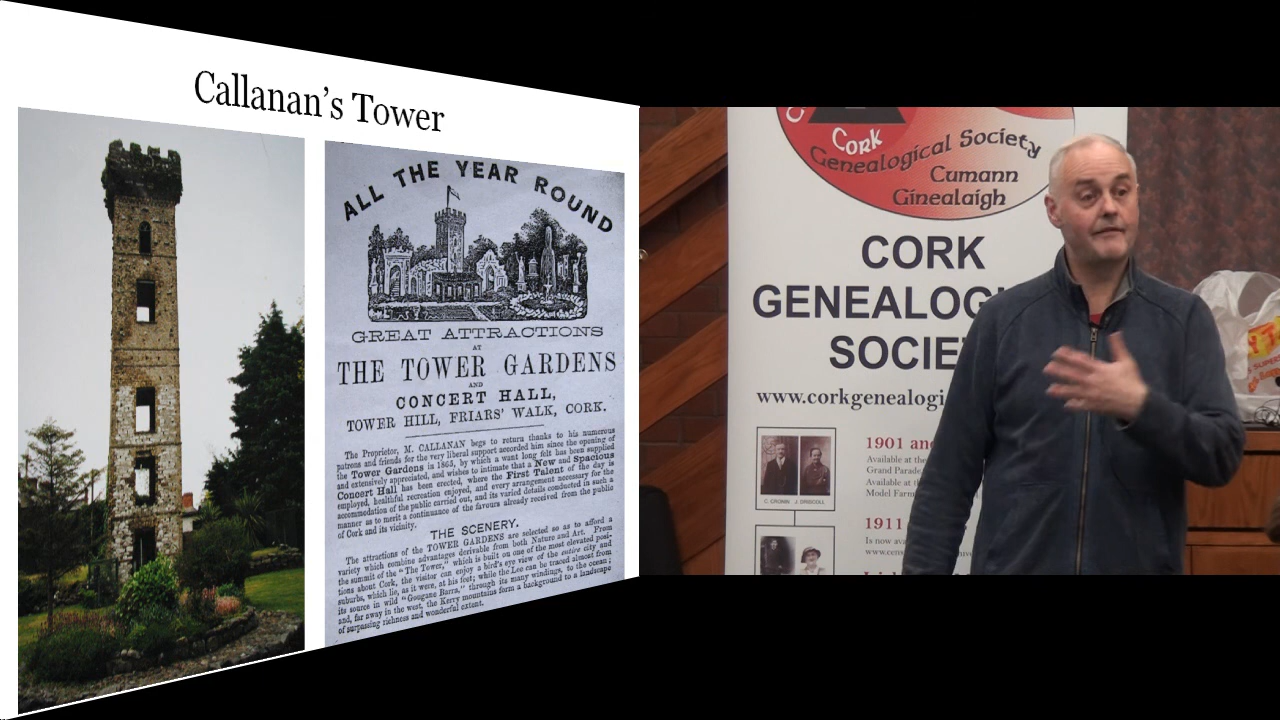 Callanan's Tower
ALL THE YEAR ROUND
GREAT ATTRACTIONS
AT
THE TOWER GARDENS
AND
CONCERT HALL,
TOWER HILL, FRIARS' WALK, CORK.
The Proprietor, M. CALLANAN begs to return thanks to his numerous
patrons and friends for the very liberal support accorded him since the opening of
the Tower Gardens in 1865, by which a want long felt has been supplied
and extensively appreciated, and wishes to intimate that a New and Spacious
Concert Hall has been erected, where the First Talent of the day is
employed, healthful recreation enjoyed, and every arrangement necessary for the
accommodation of the public carried out, and its varied details conducted in such a
manner as to merit a continuance of the favours already received from the public
of Cork and its vicinity.
THE SCENERY.
The attractions of the TOWER GARDENS are selected so as to afford a
variety which combine advantages derivable from both Nature and Art. From
the summit of the "The Tower," which is built on one of the most elevated posi-
tions about Cork, the visitor can enjoy a bird's eye view of the entire city and
suburbs, which lie, as it were, at his feet; while the Lee can be traced almost from
its source in wild "Gougane Barra," through its many windings, to the ocean;
and, far away in the west, the Kerry mountains form a background to a landscape
of surpassing richness and wonderful extent.
Cork
Genealogical Society
Cumann
Ginealaigh
CORK
GENEALOG
SOCIE
www.corkgenealogi
1901 an
Available at the
Grand Parade
Available at
Model Farm
C. CRONIN J. DRISCOLL
1911
Is now ava
www.cens